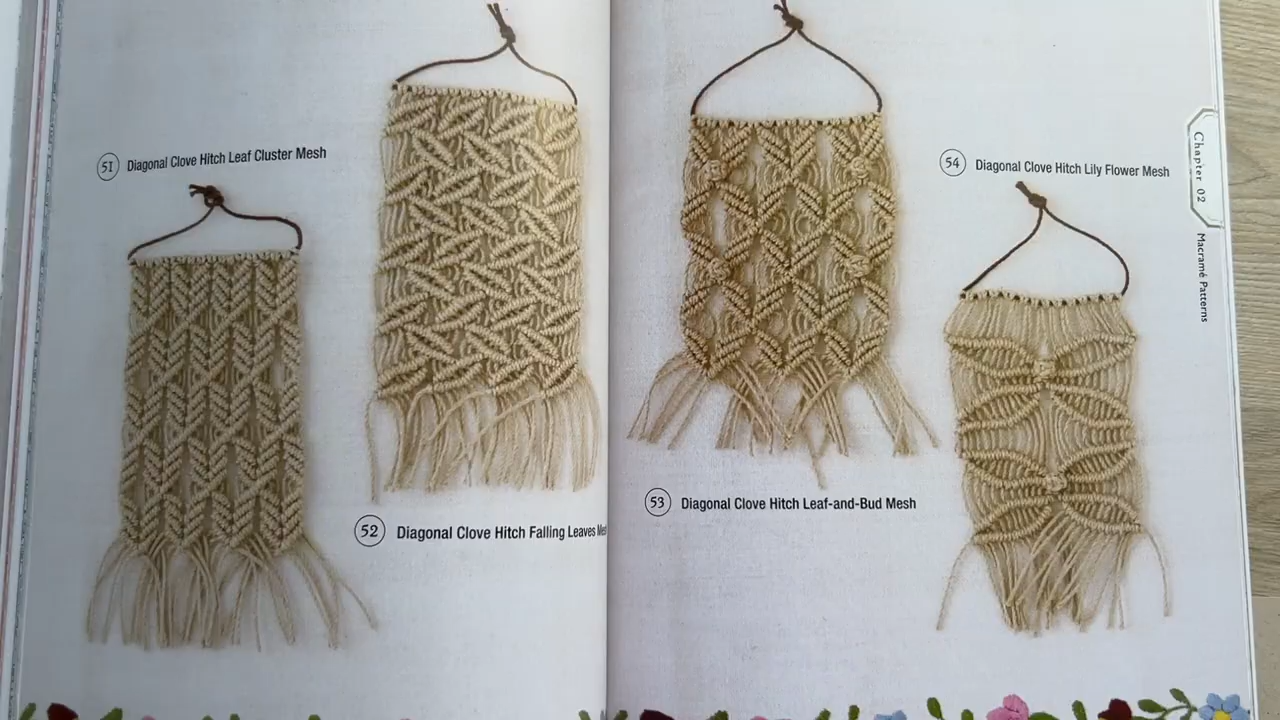 51 Diagonal Clove Hitch Leaf Cluster Mesh
52 Diagonal Clove Hitch Falling Leaves
53 Diagonal Clove Hitch Leaf-and-Bud Mesh
54 Diagonal Clove Hitch Lily Flower Mesh
Chapter 02
Macramé Patterns